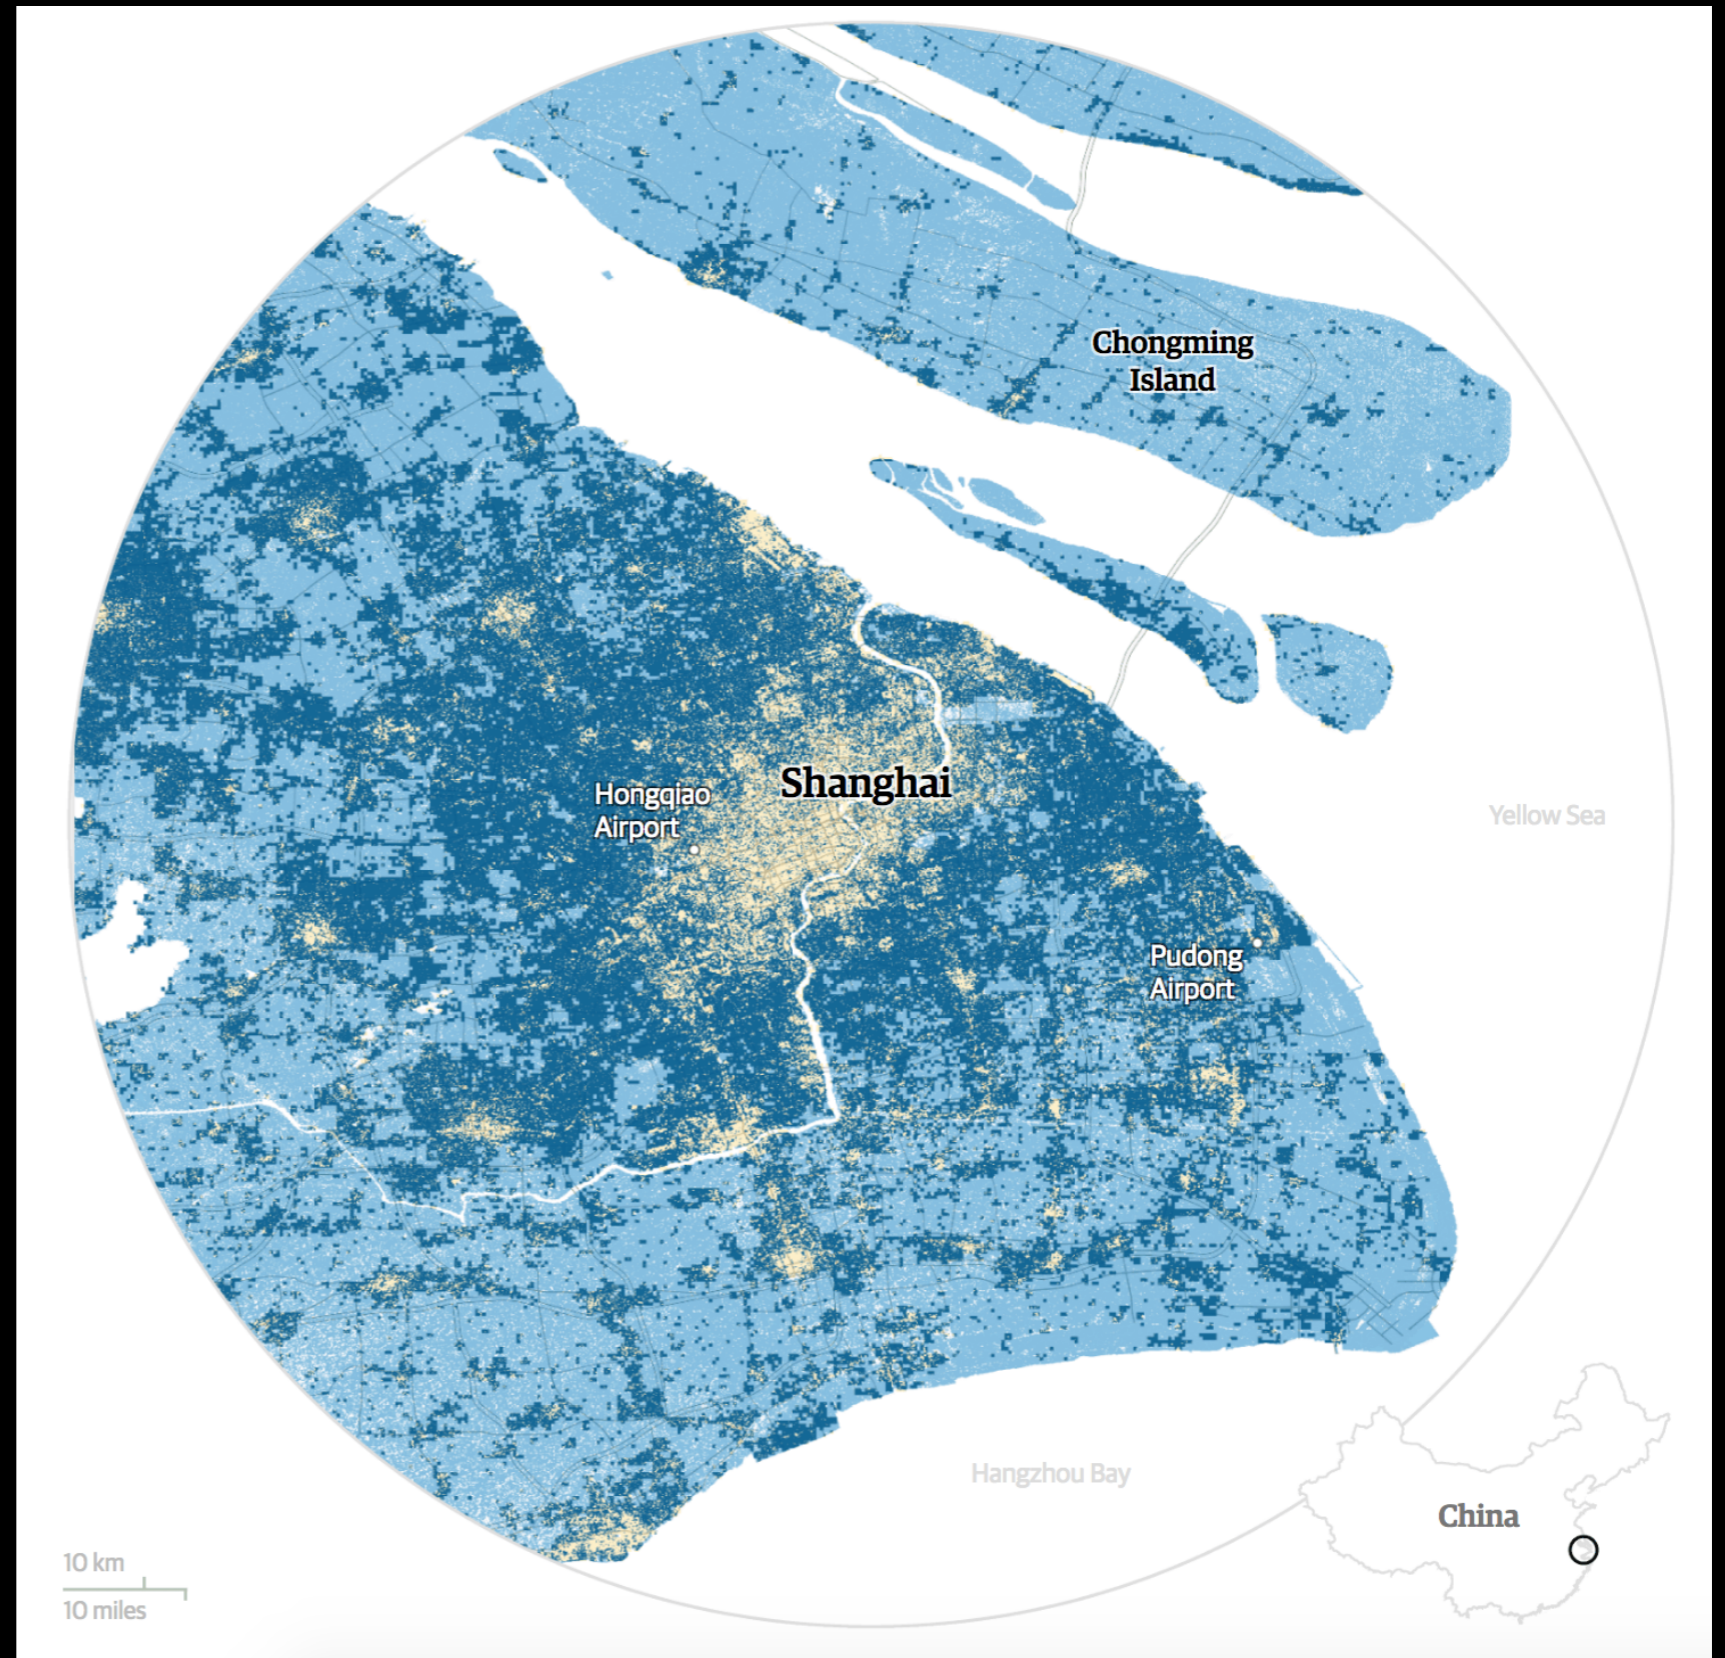 Chongming
Island
Shanghai
Hongqiao
Airport
Yellow Sea
Pudong
Airport
Hangzhou Bay
China
10 km
10 miles